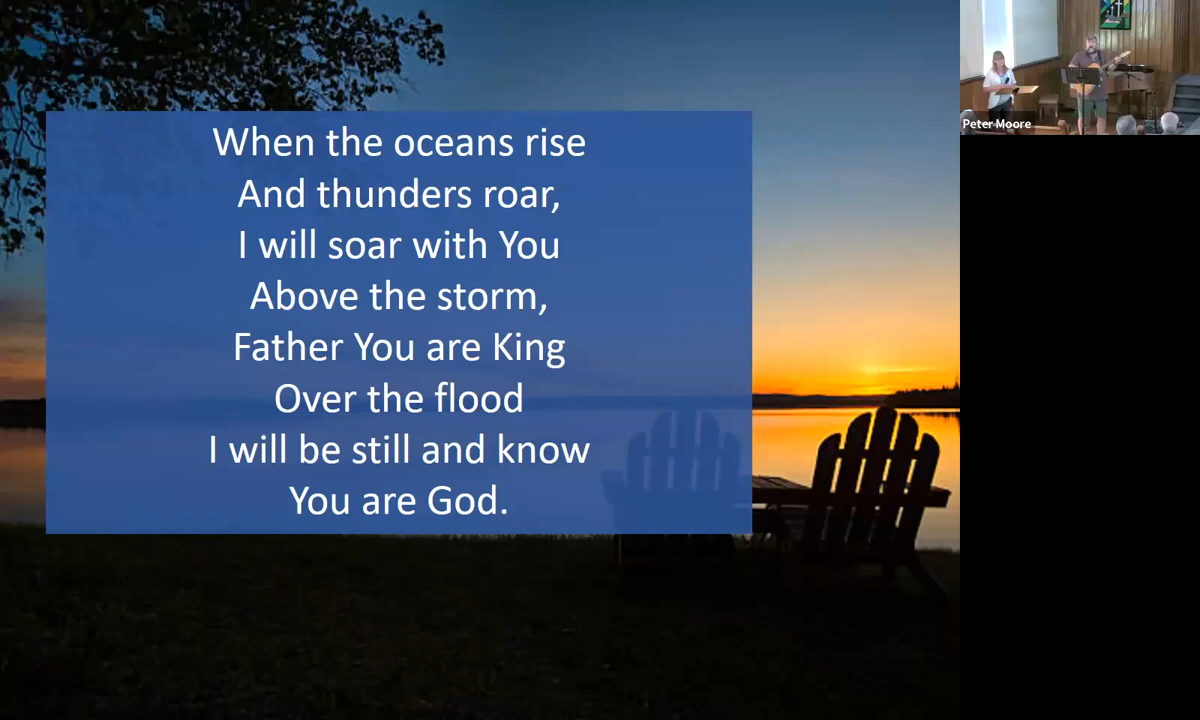 When the oceans rise
And thunders roar,
I will soar with You
Above the storm,
Father You are King
Over the flood
I will be still and know
You are God.
Peter Moore